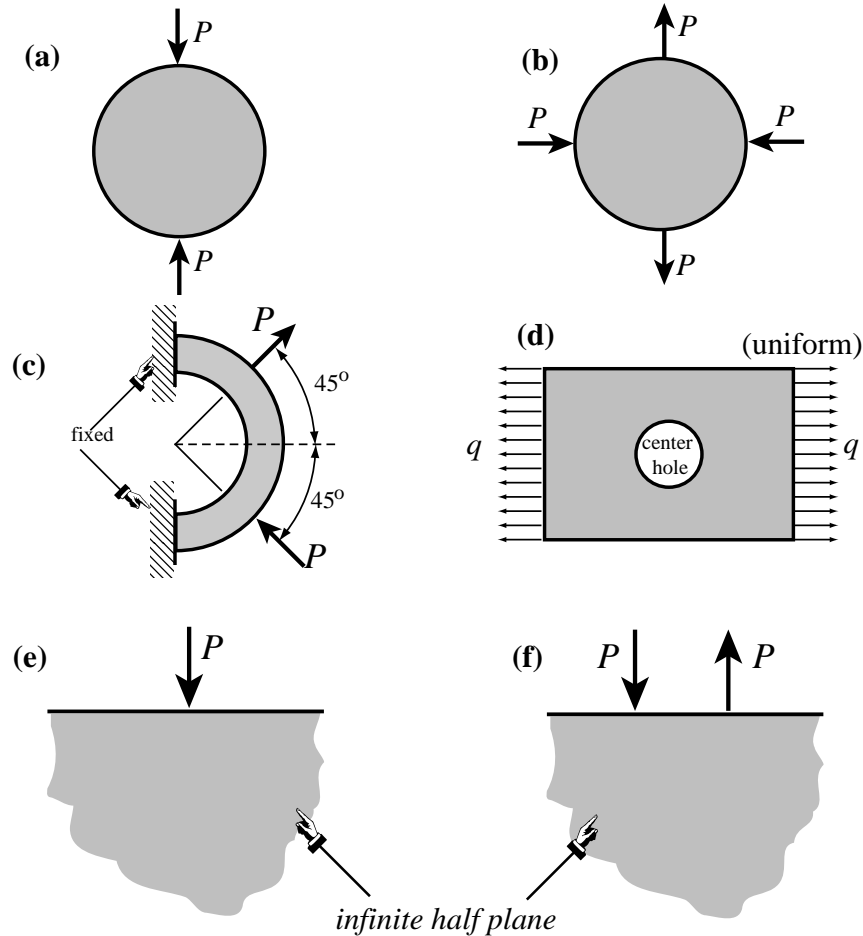 (a)
P
P
(b)
P
P
P
P
(c)
P
45°
fixed
45°
P
(d)
(uniform)
q
center
hole
q
(e)
P
(f)
P
P
infinite half plane